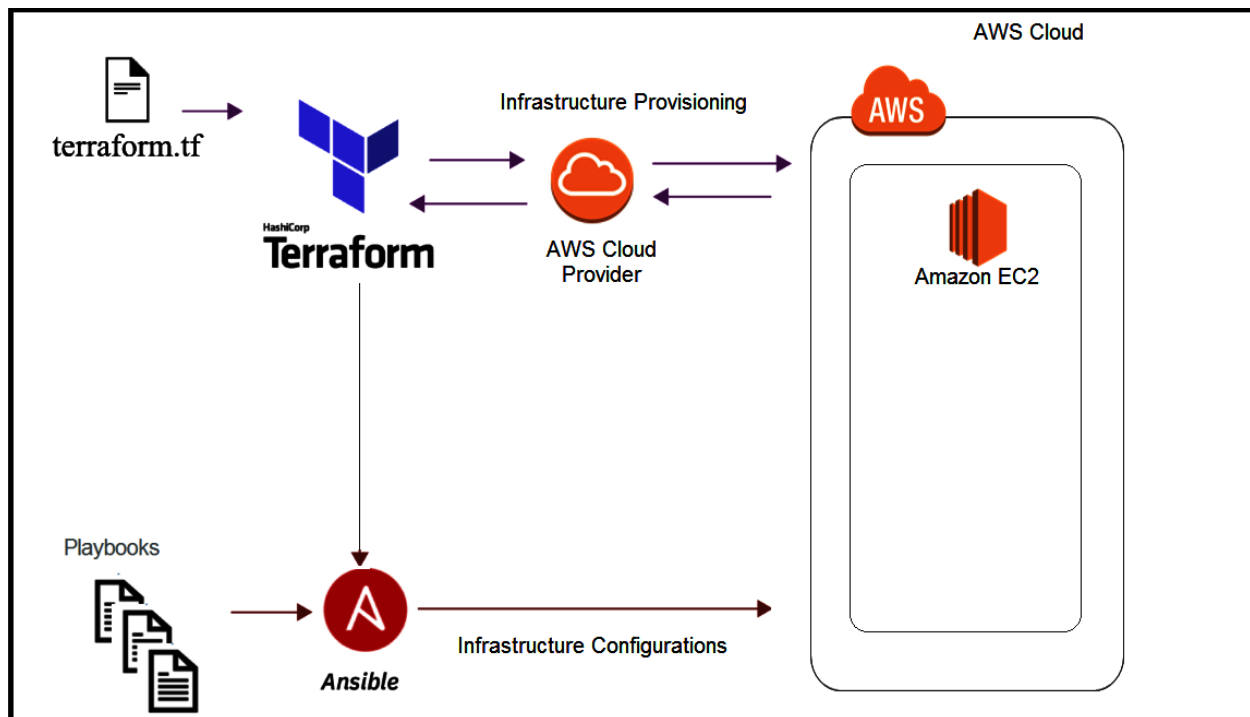 AWS Cloud
Infrastructure Provisioning
AWS
terraform.tf
HashiCorp
Terraform
AWS Cloud
Provider
Amazon EC2
Playbooks
Infrastructure Configurations
Ansible